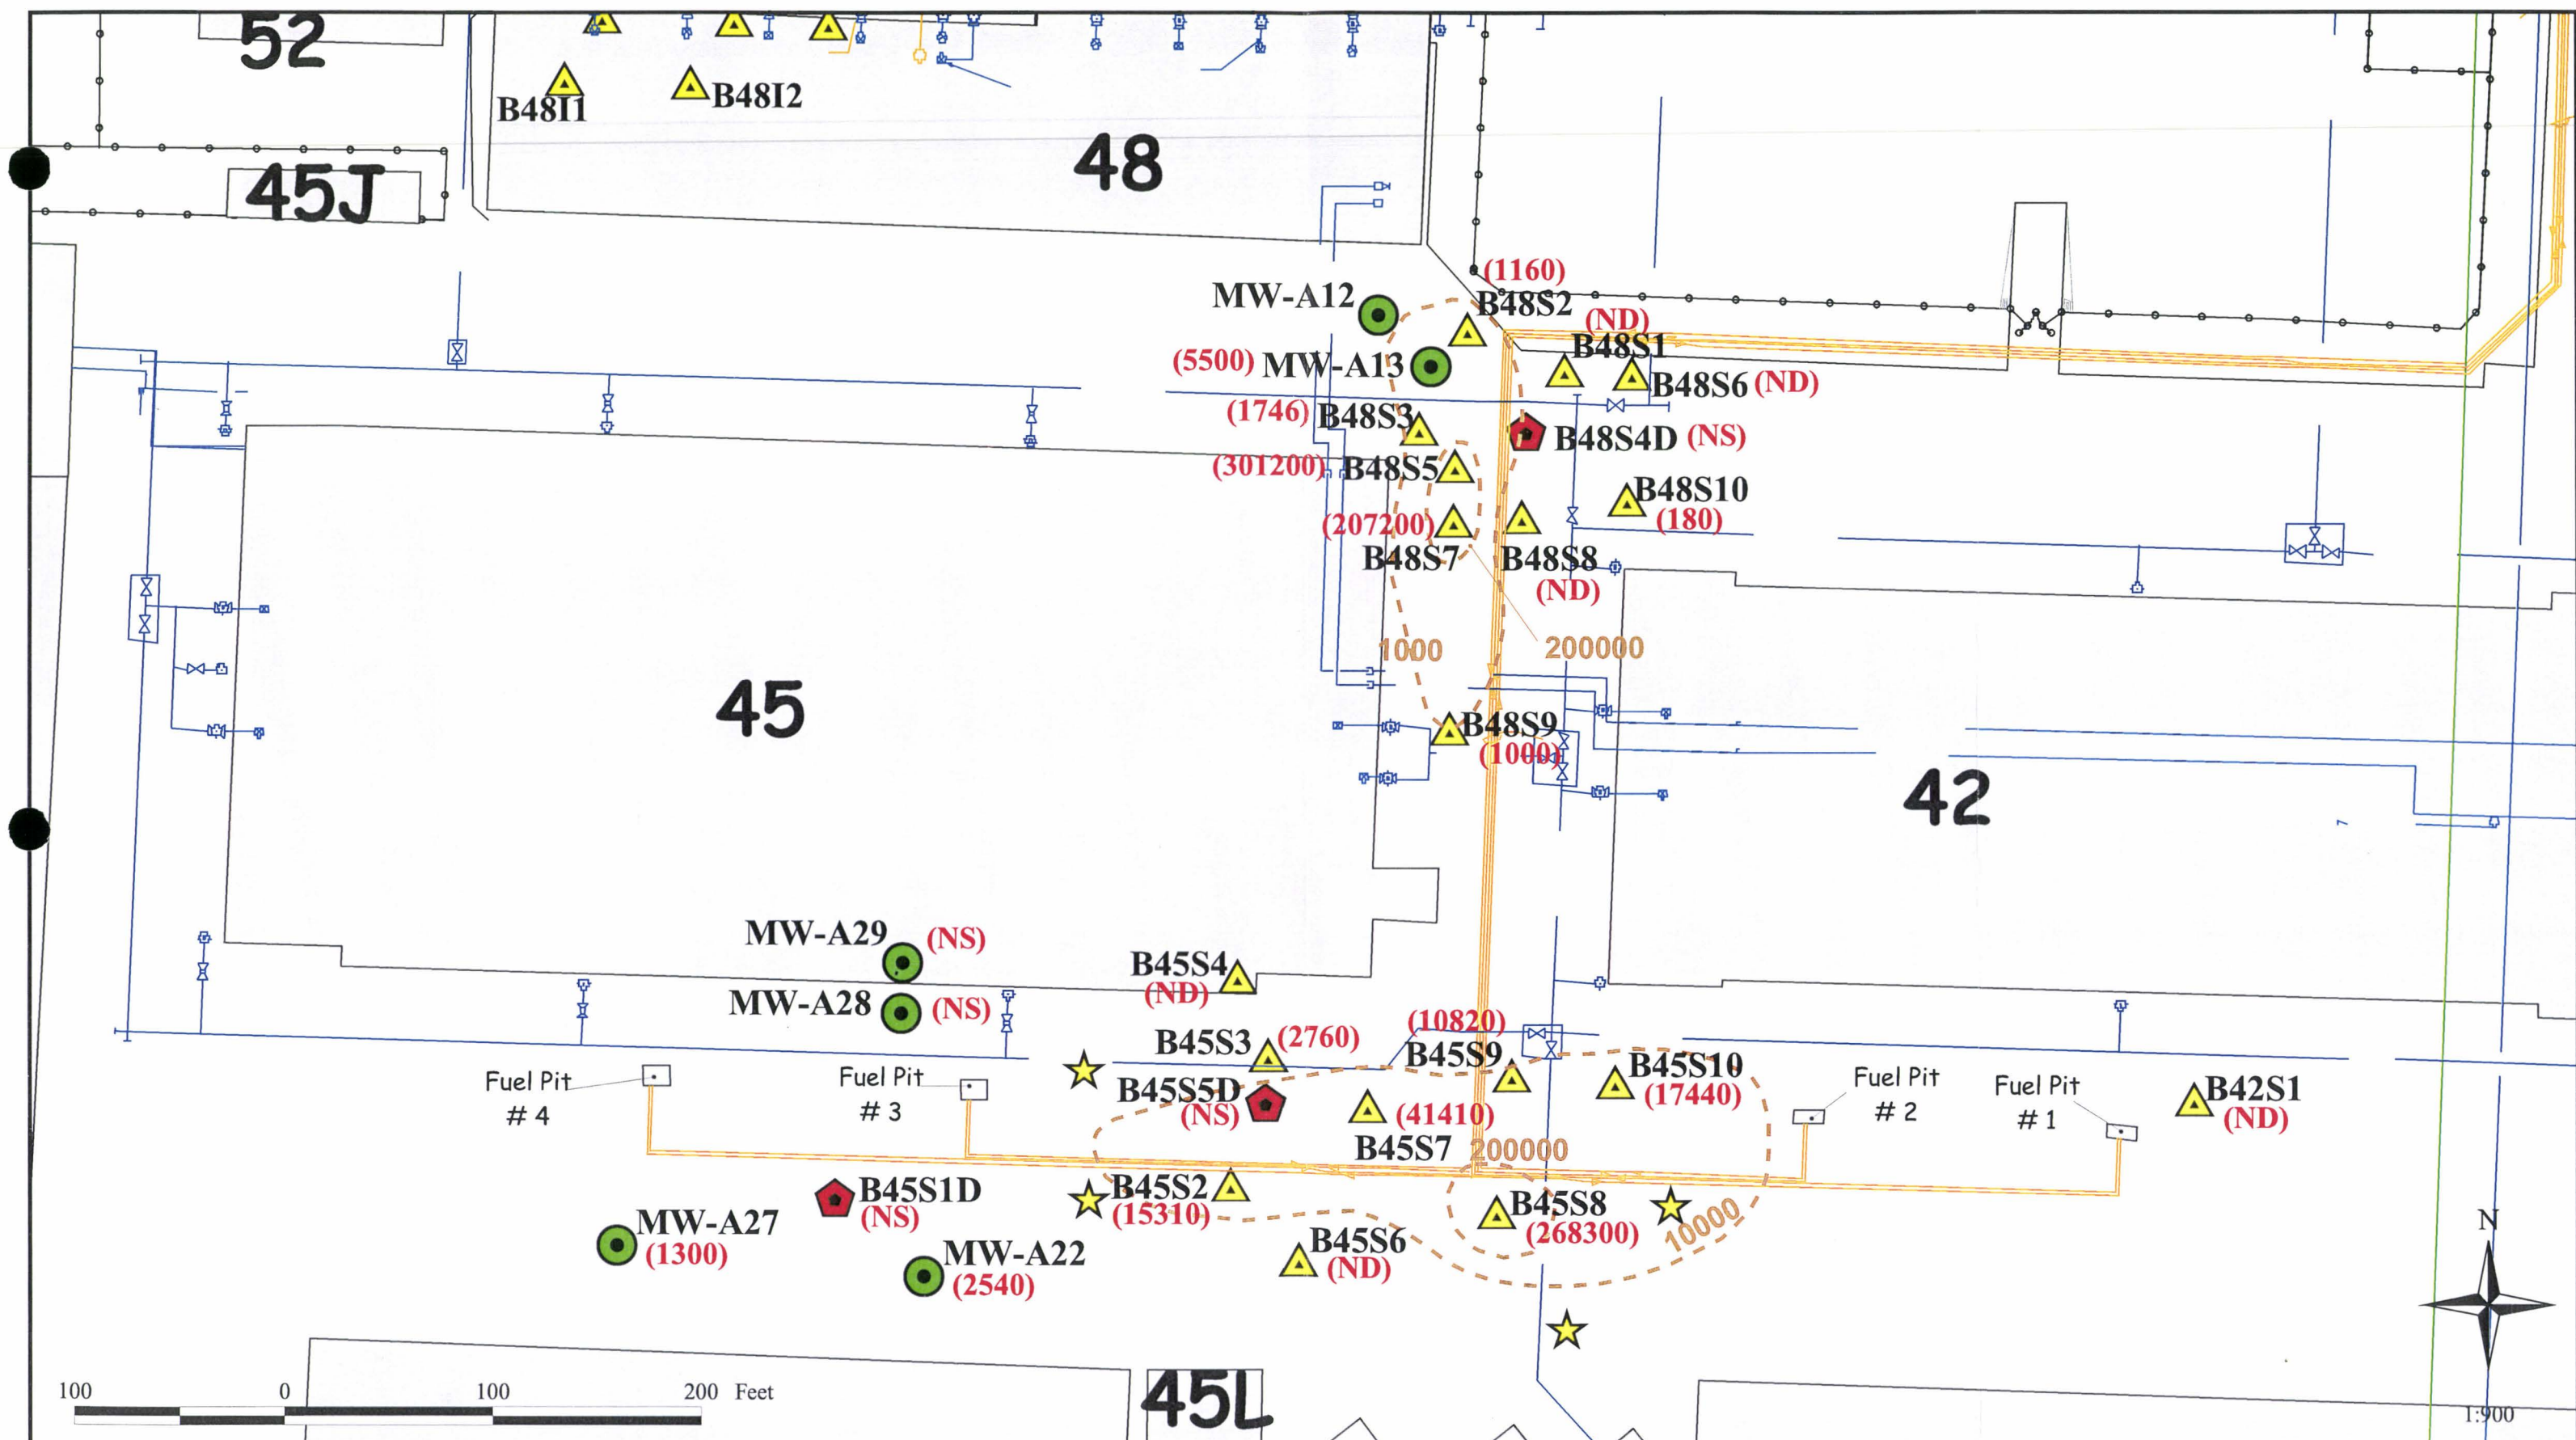 52
B48I1
B48I2
45J
48
(1160)
MW-A12
B48S2
(ND)
B48S1
(5500) MW-A13
B48S6 (ND)
(1746) B48S3
B48S4D (NS)
(301200) B48S5
B48S10
(180)
(207200)
B48S7
B48S8
(ND)
1000
200000
45
B48S9
(1000)
42
MW-A29 (NS)
B45S4
(ND)
MW-A28 (NS)
(10820)
B45S3 (2760)
B45S9
B45S10
(17440)
Fuel Pit
# 4
Fuel Pit
# 3
B45S5D
(NS)
(41410)
B45S7
Fuel Pit
# 2
Fuel Pit
# 1
B42S1
(ND)
200000
B45S1D
(NS)
B45S2
(15310)
B45S8
(268300)
10000
MW-A27
(1300)
MW-A22
(2540)
B45S6
(ND)
N
100 0 100 200 Feet
45L
1:900